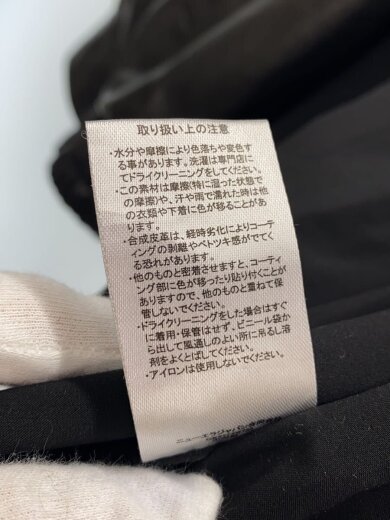 取り扱い上の注意
・水分や摩擦により色落ちや変色す
る事があります。洗濯は専門店に
てドライクリーニングをしてください。
・この素材は摩擦(特に湿った状態で
の摩擦)や、汗や雨で濡れた時は他
の衣類や下着に色が移ることがあ
ります。
・合成皮革は、経時劣化によりコーテ
ィングの剥離やベトツキ感がでてく
る恐れがあります。
・他のものと密着させますと、コーティ
ング部に色が移ったり貼り付くことが
ありますので、他のものと重ねて保
管しないでください。
・ドライクリーニングをした場合はすぐ
に着用・保管はせず、ビニール袋か
ら出して風通しのよい所に吊るし溶
剤をよくとばしてください。
・アイロンは使用しないでください。